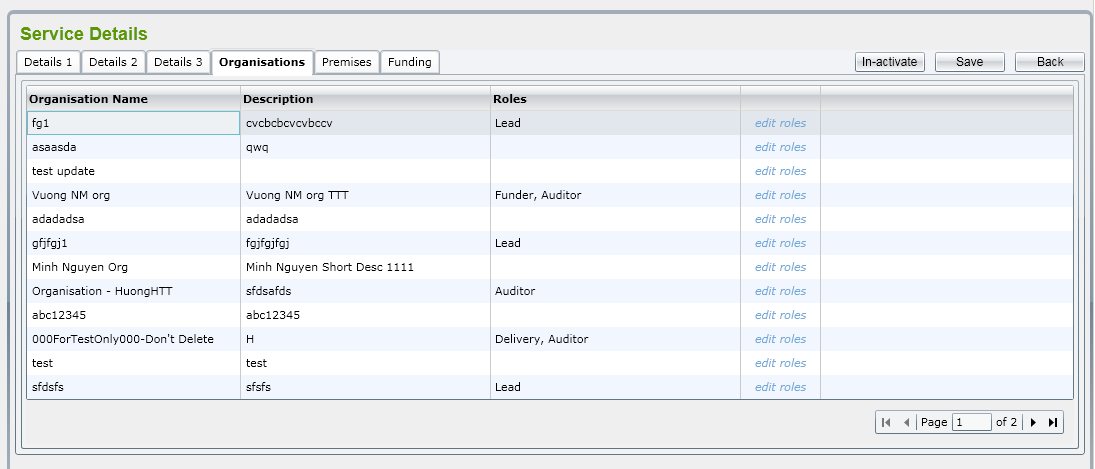 Service Details
Details 1 Details 2 Details 3 Organisations Premises Funding In-activate Save Back
Organisation Name Description Roles
fg1 cvcbcbcvcvbccv Lead edit roles
asaasda qwq edit roles
test update edit roles
Vuong NM org Vuong NM org TTT Funder, Auditor edit roles
adadadsa adadadsa edit roles
gfjfgj1 fgjfgjfgj Lead edit roles
Minh Nguyen Org Minh Nguyen Short Desc 1111 edit roles
Organisation - HuongHTT sfdsafds Auditor edit roles
abc12345 abc12345 edit roles
000ForTestOnly000-Don't Delete H Delivery, Auditor edit roles
test test edit roles
sfdsfs sfsfs Lead edit roles
Page 1 of 2